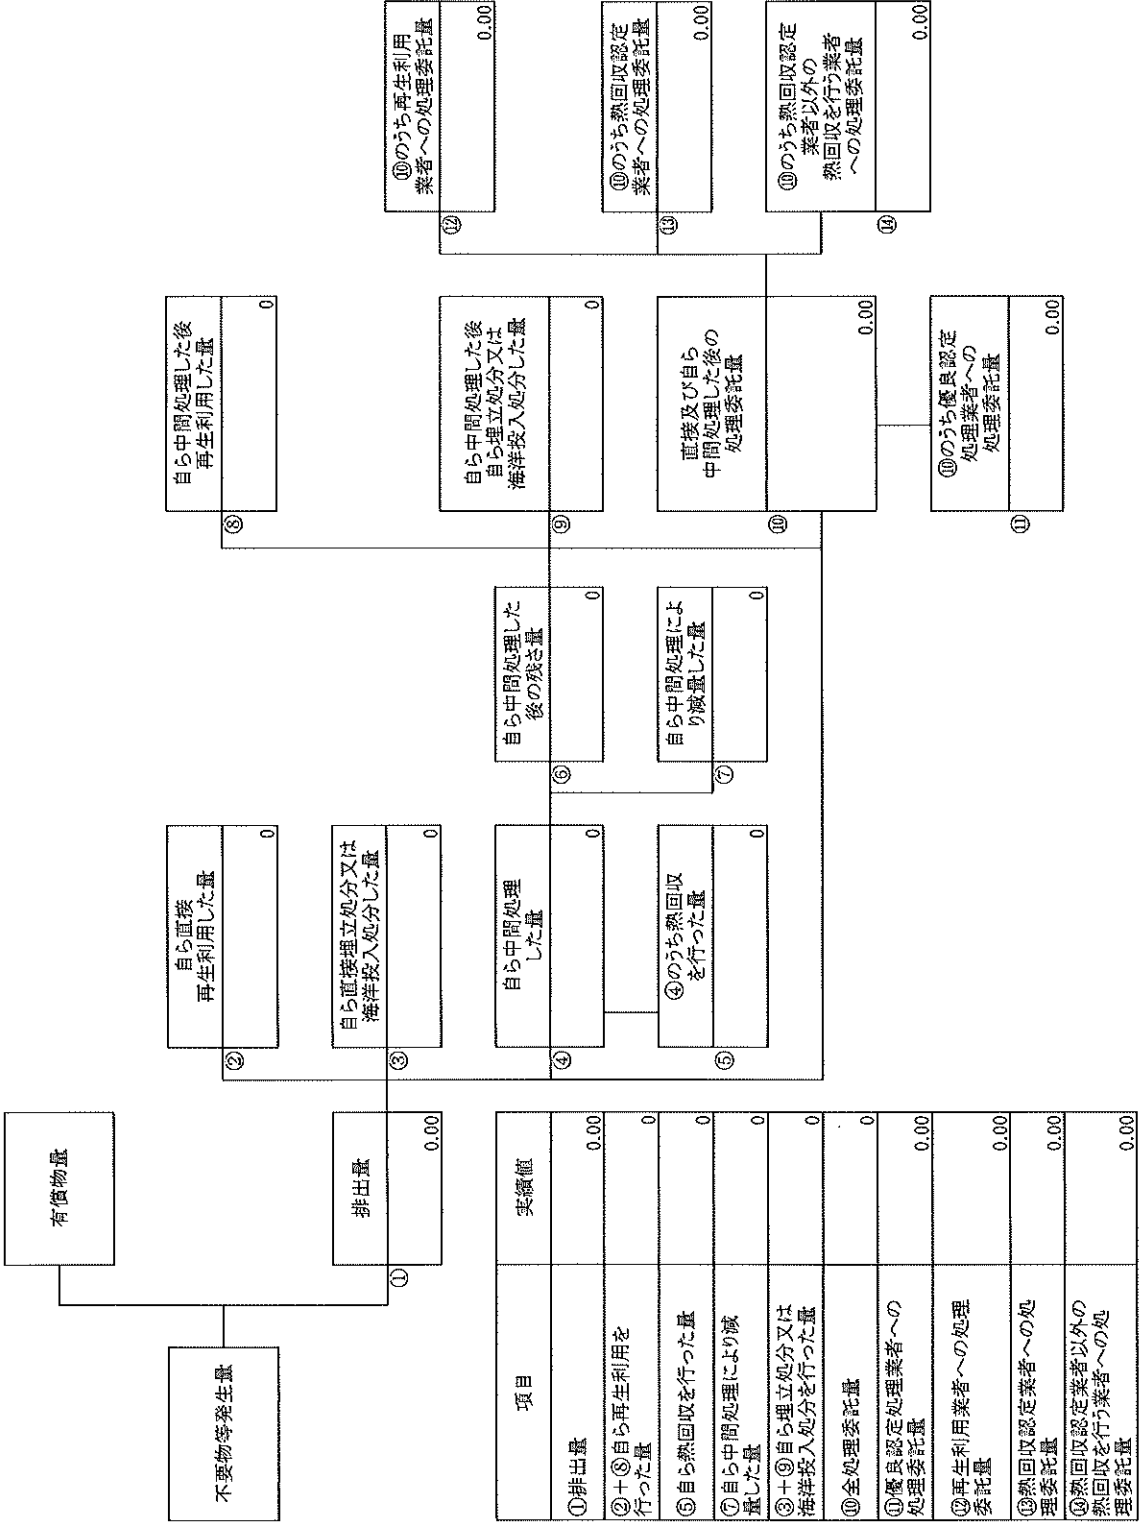 不要物等発生量
有償物量
排出量
①
0.00
自ら直接
再生利用した量
②
0
自ら直接埋立処分又は
海洋投入処分した量
③
0
自ら中間処理
した量
④
0
④のうち熱回収
を行った量
⑤
0
自ら中間処理した
後の残さ量
⑥
0
自ら中間処理によ
り減量した量
⑦
0
自ら中間処理した後
再生利用した量
⑧
0
自ら中間処理した後
自ら埋立処分又は
海洋投入処分した量
⑨
0
直接及び自ら
中間処理した後の
処理委託量
⑩
0.00
⑩のうち優良認定
処理業者への
処理委託量
⑪
0.00
⑩のうち再生利用
業者への処理委託量
⑫
0.00
⑩のうち熱回収認定
業者への処理委託量
⑬
0.00
⑩のうち熱回収認定
業者以外の
熱回収を行う業者
への処理委託量
⑭
0.00
項目 実績値
①排出量 0.00
②+⑧自ら再生利用を
行った量 0
⑤自ら熱回収を行った量 0
⑦自ら中間処理により減
量した量 0
③+⑨自ら埋立処分又は
海洋投入処分を行った量 0
⑩全処理委託量 0
⑪優良認定処理業者への
処理委託量 0.00
⑫再生利用業者への処理
委託量 0.00
⑬熱回収認定業者への処
理委託量 0.00
⑭熱回収認定業者以外の
熱回収を行う業者への処
理委託量 0.00